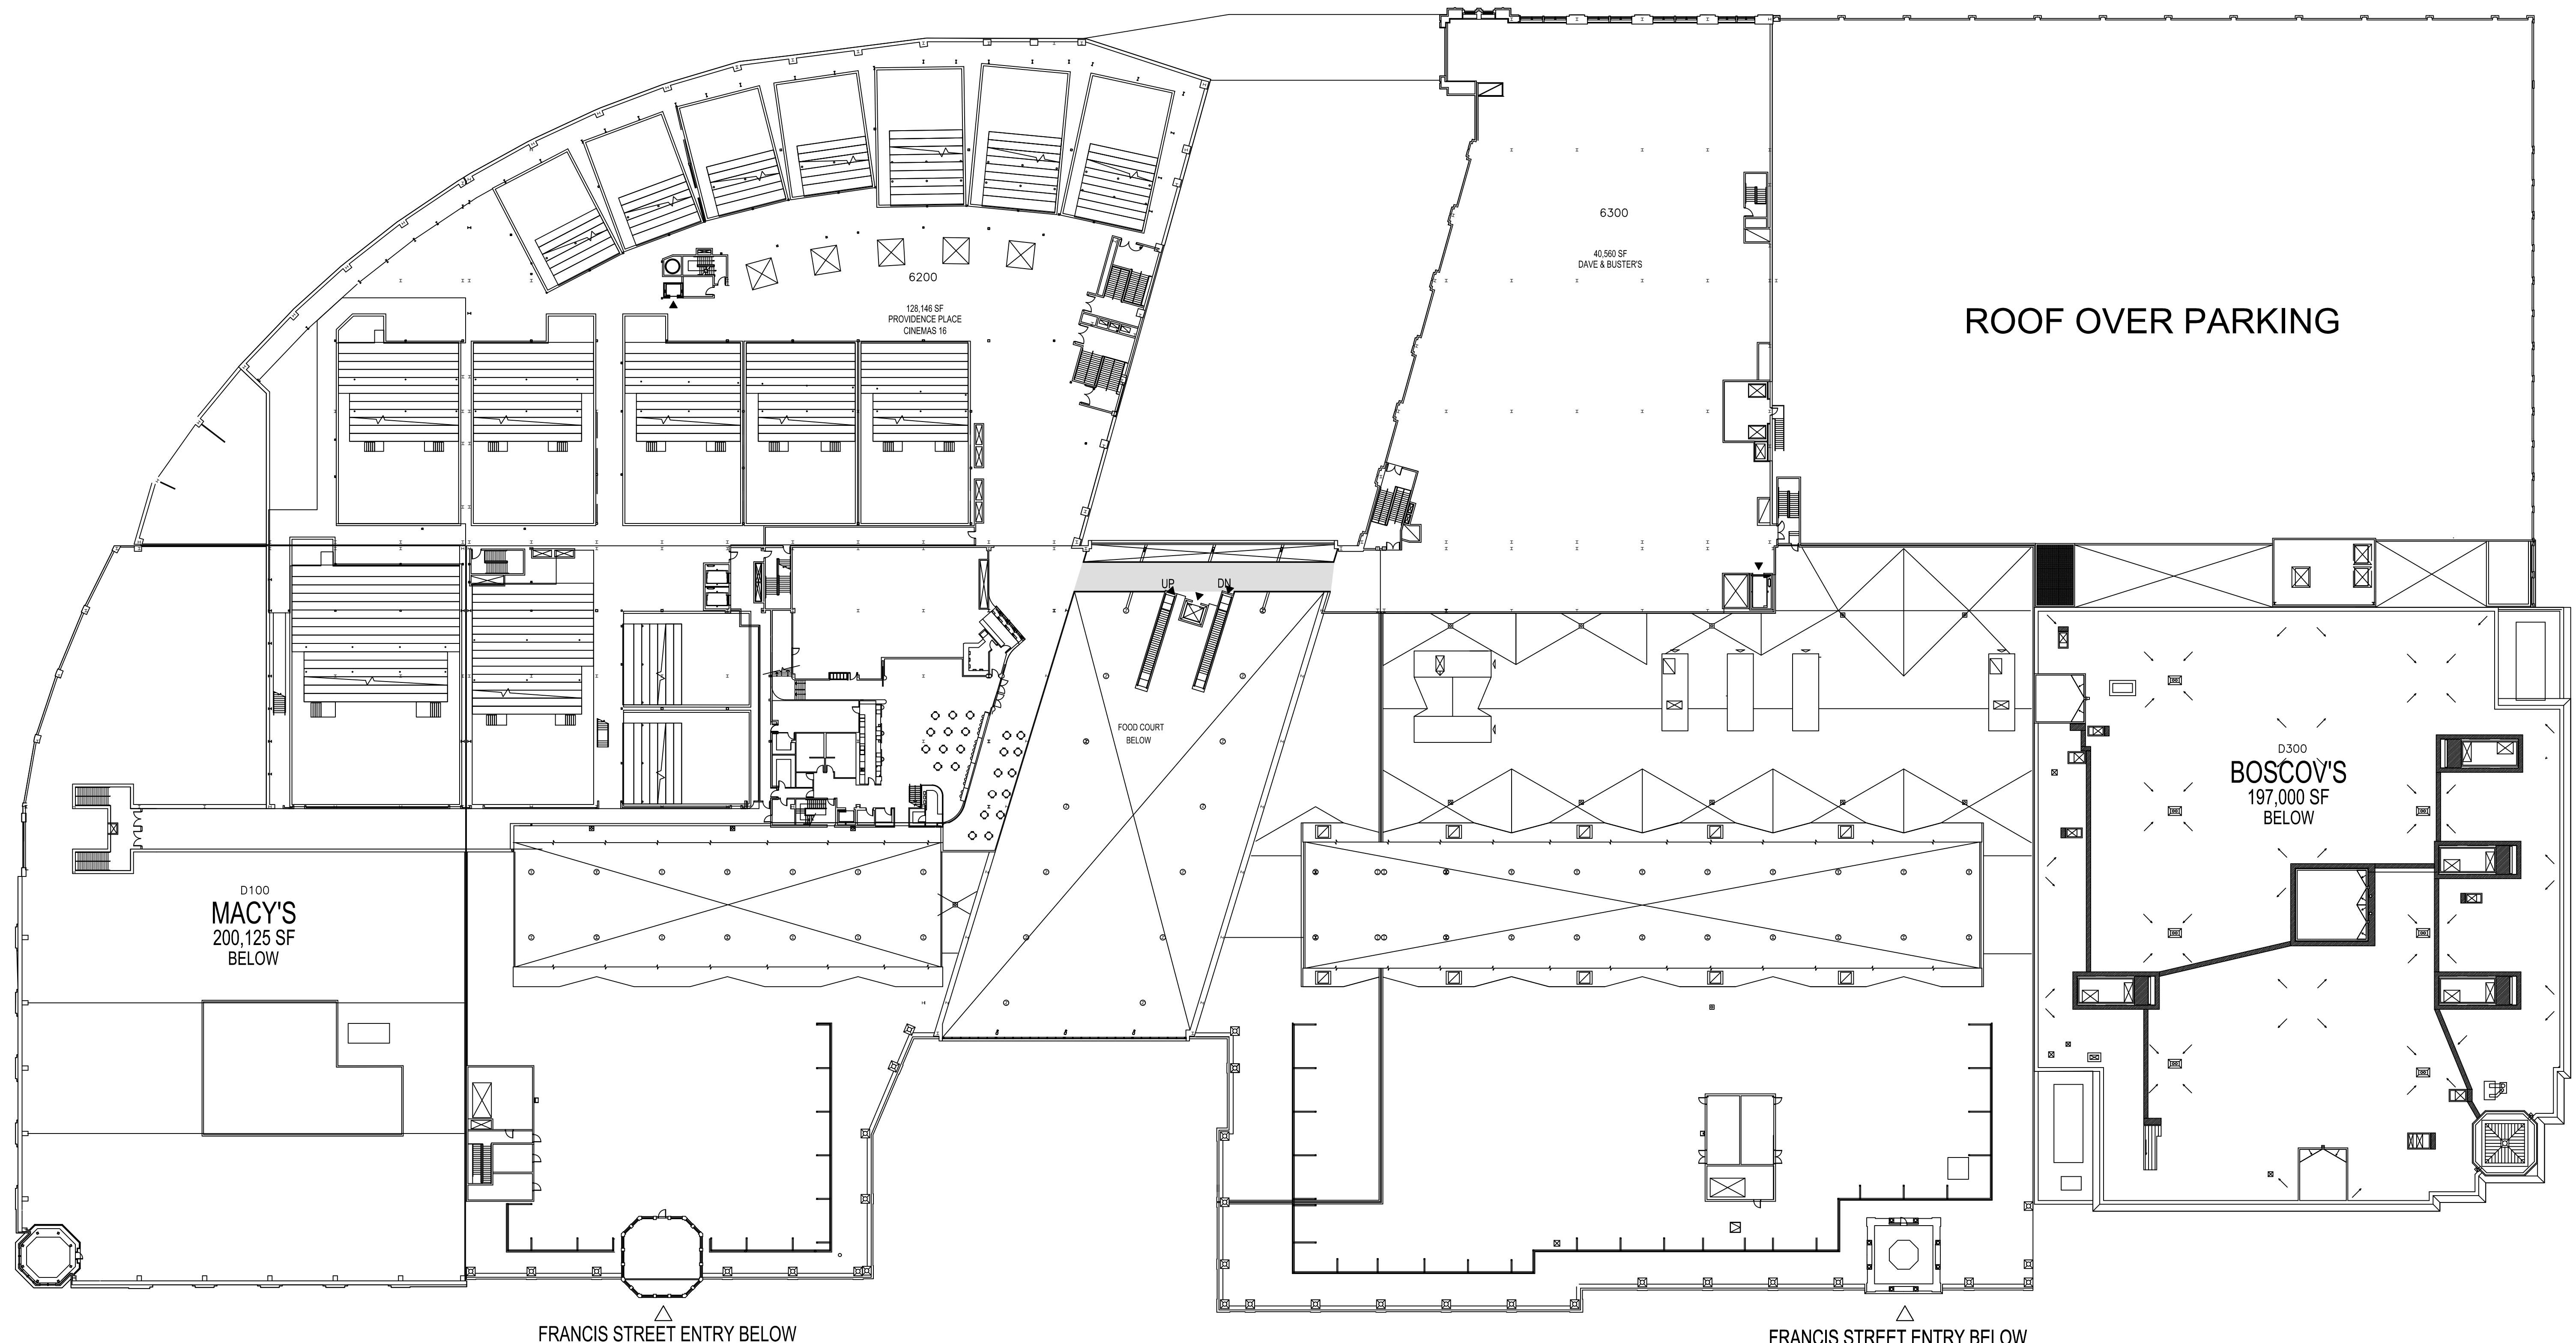 6200
128,146 SF
PROVIDENCE PLACE
CINEMAS 16
6300
40,560 SF
DAVE & BUSTER'S
ROOF OVER PARKING
UP
DN
FOOD COURT
BELOW
D100
MACY'S
200,125 SF
BELOW
D300
BOSCOV'S
197,000 SF
BELOW
FRANCIS STREET ENTRY BELOW
FRANCIS STREET ENTRY BELOW